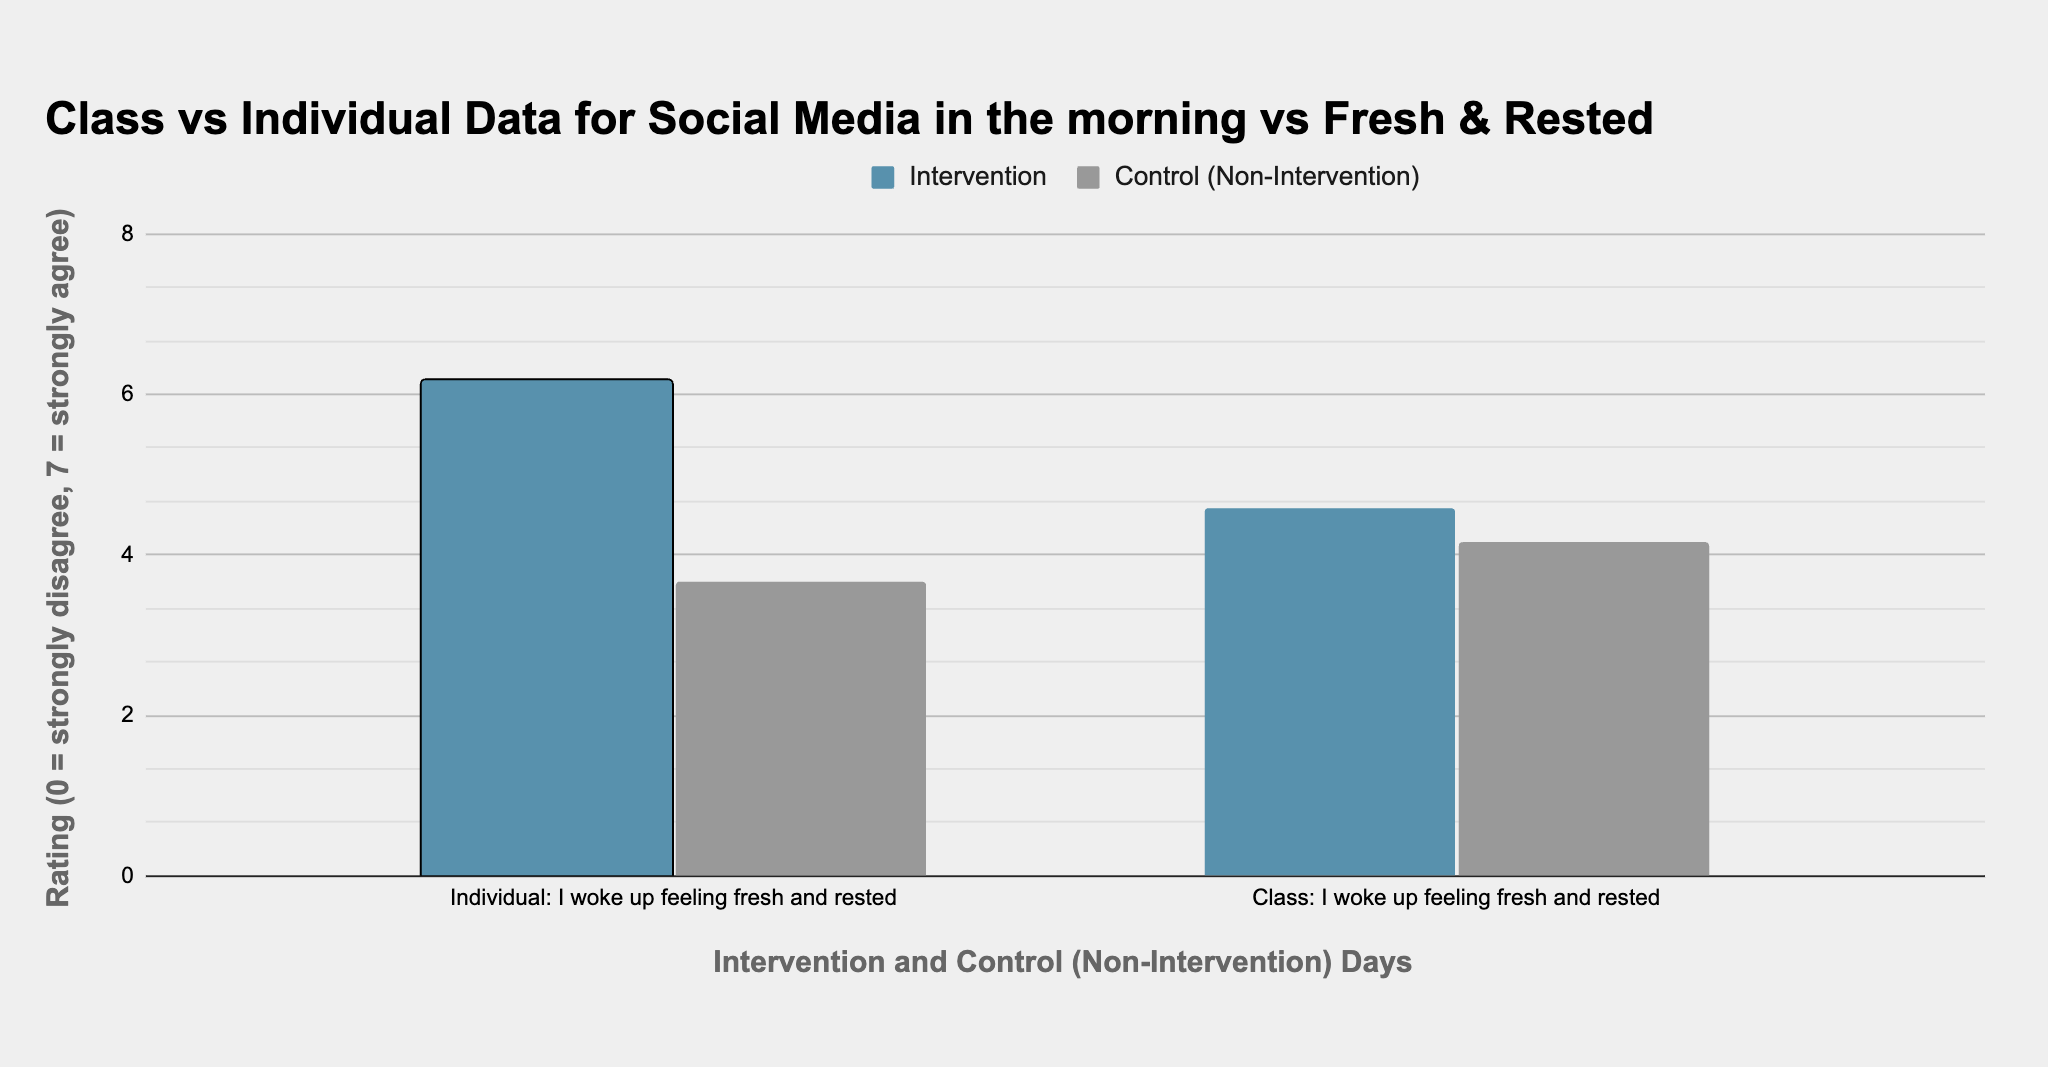 Class vs Individual Data for Social Media in the morning vs Fresh & Rested
Intervention
Control (Non-Intervention)
Rating (0 = strongly disagree, 7 = strongly agree)
8
6
4
2
0
Individual: I woke up feeling fresh and rested
Class: I woke up feeling fresh and rested
Intervention and Control (Non-Intervention) Days